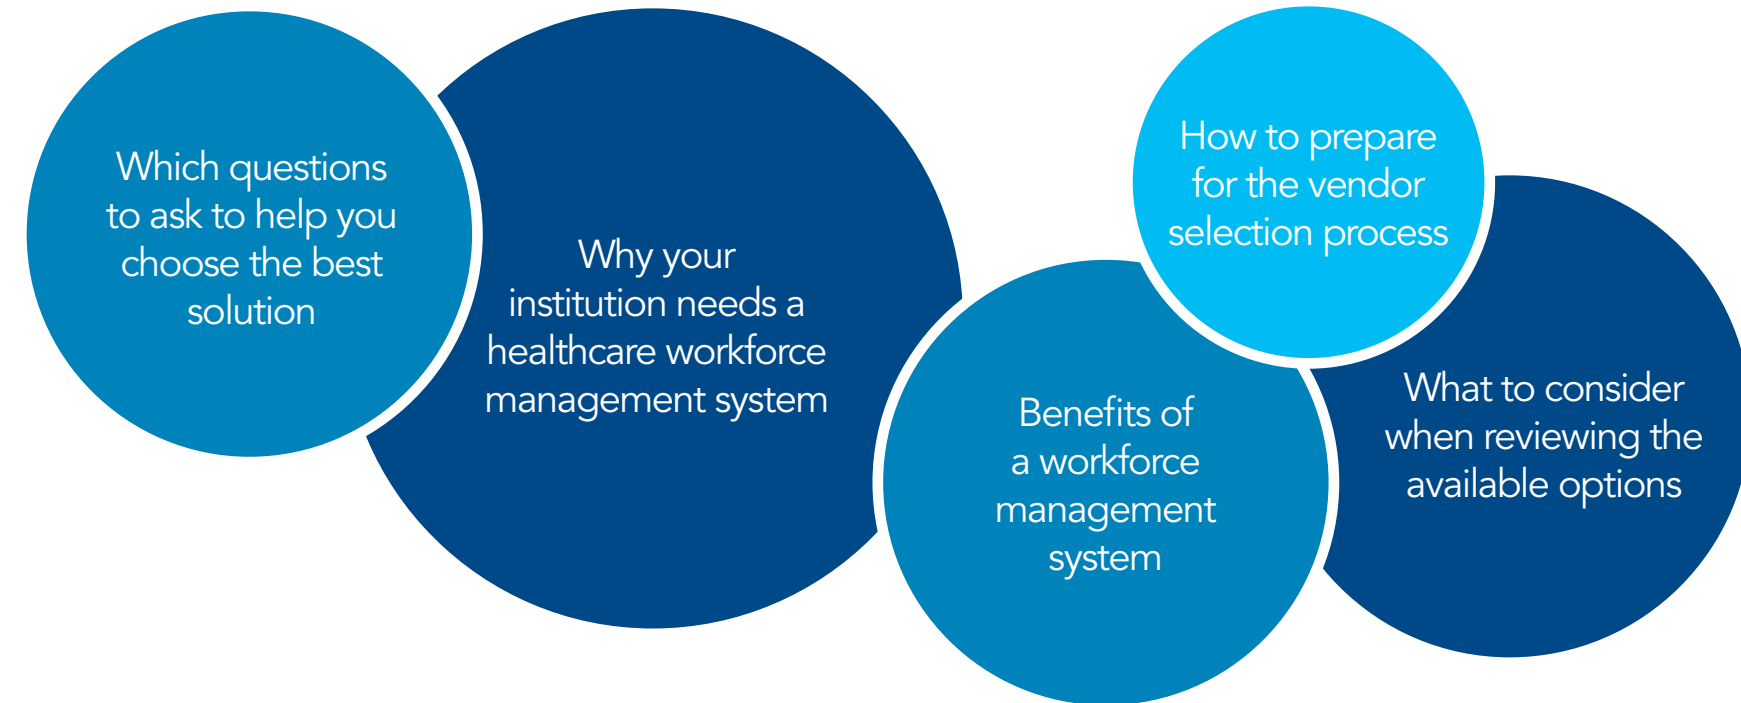 Which questions
to ask to help you
choose the best
solution
Why your
institution needs a
healthcare workforce
management system
Benefits of
a workforce
management
system
How to prepare
for the vendor
selection process
What to consider
when reviewing the
available options